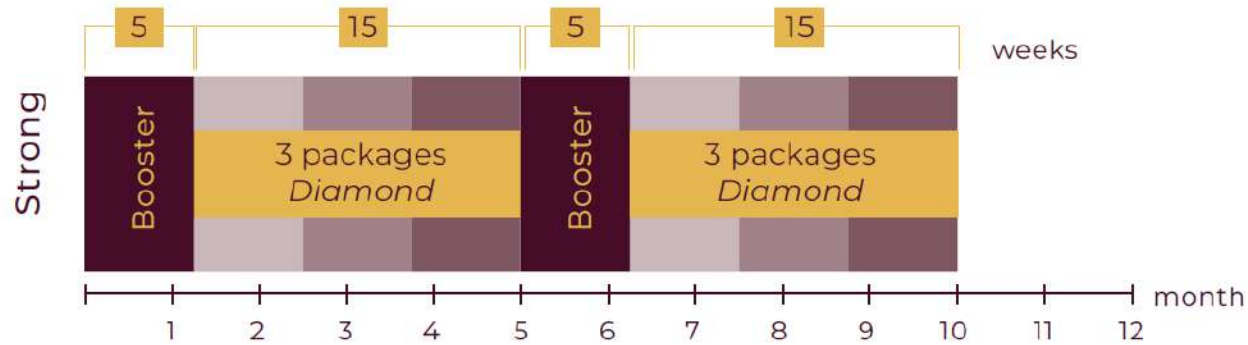 5
15
5
15
weeks
Strong
Booster
3 packages
Diamond
Booster
3 packages
Diamond
1 2 3 4 5 6 7 8 9 10 11 12
month